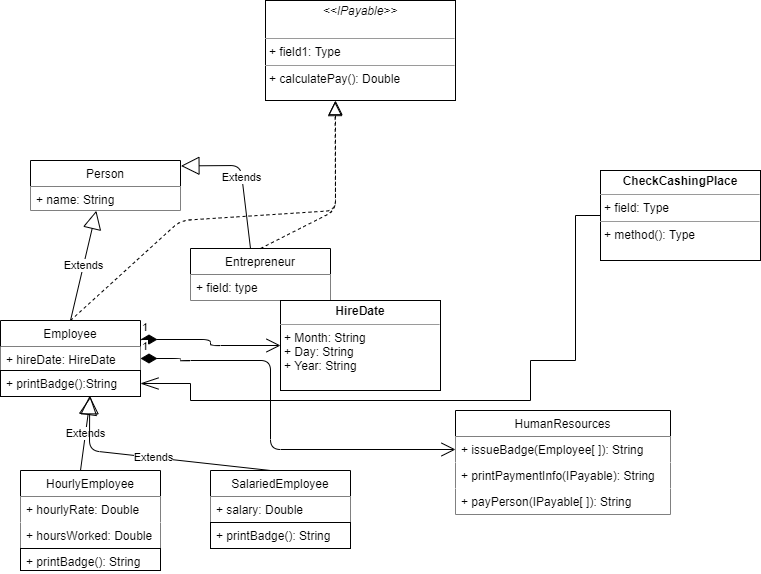 <<IPayable>>
+ field1: Type
+ calculatePay(): Double
Person
+ name: String
Extends
CheckCashingPlace
+ field: Type
+ method(): Type
Extends
Entrepreneur
+ field: type
HireDate
+ Month: String
+ Day: String
+ Year: String
Employee
+ hireDate: HireDate
+ printBadge():String
1
1
HumanResources
+ issueBadge(Employee[ ]): String
+ printPaymentInfo(IPayable): String
+ payPerson(IPayable[ ]): String
Extends
Extends
HourlyEmployee
+ hourlyRate: Double
+ hoursWorked: Double
+ printBadge(): String
SalariedEmployee
+ salary: Double
+ printBadge(): String